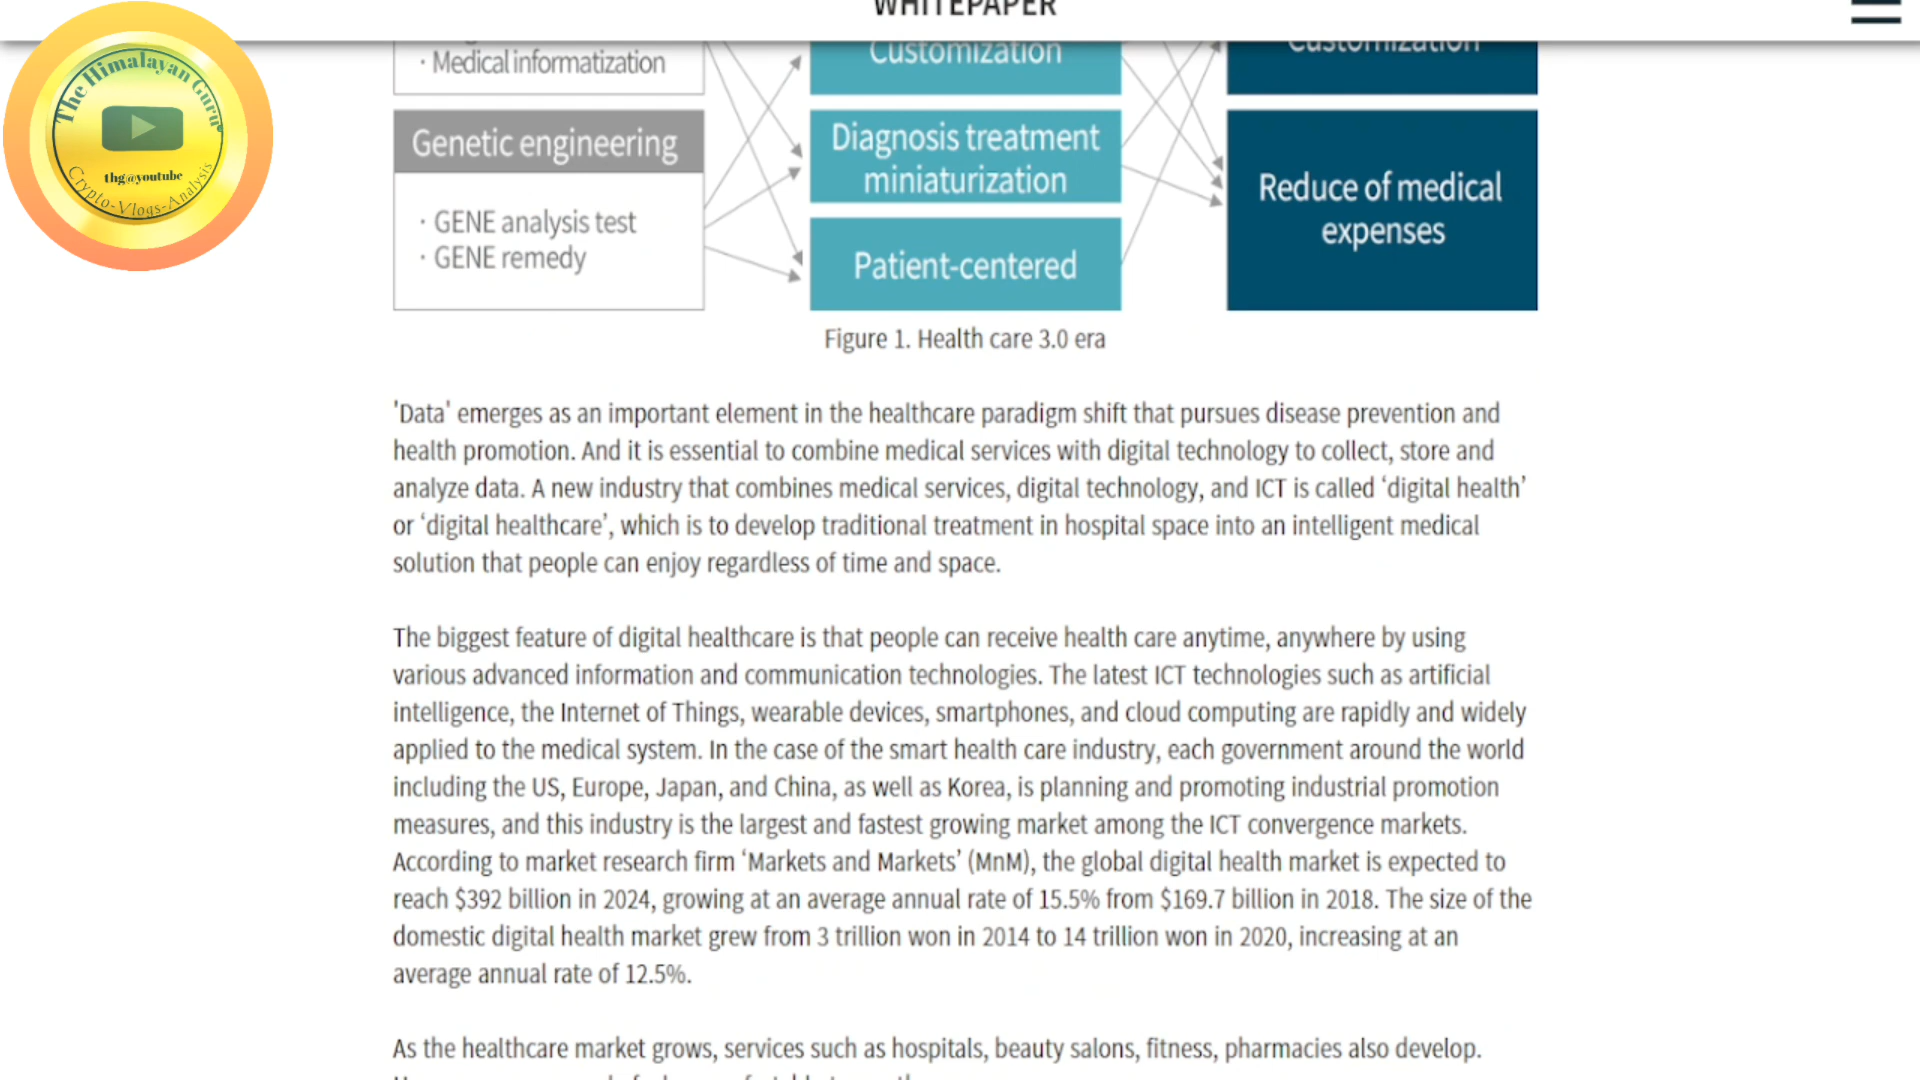 WHITEPAPER
The Himalayan Guru
thg@youtube
Crypto-Vlogs-Analysis
· Medical informatization
Genetic engineering
· GENE analysis test
· GENE remedy
Customization
Diagnosis treatment
miniaturization
Patient-centered
Customization
Reduce of medical
expenses
Figure 1. Health care 3.0 era
'Data' emerges as an important element in the healthcare paradigm shift that pursues disease prevention and
health promotion. And it is essential to combine medical services with digital technology to collect, store and
analyze data. A new industry that combines medical services, digital technology, and ICT is called ‘digital health’
or ‘digital healthcare’, which is to develop traditional treatment in hospital space into an intelligent medical
solution that people can enjoy regardless of time and space.
The biggest feature of digital healthcare is that people can receive health care anytime, anywhere by using
various advanced information and communication technologies. The latest ICT technologies such as artificial
intelligence, the Internet of Things, wearable devices, smartphones, and cloud computing are rapidly and widely
applied to the medical system. In the case of the smart health care industry, each government around the world
including the US, Europe, Japan, and China, as well as Korea, is planning and promoting industrial promotion
measures, and this industry is the largest and fastest growing market among the ICT convergence markets.
According to market research firm ‘Markets and Markets’ (MnM), the global digital health market is expected to
reach $392 billion in 2024, growing at an average annual rate of 15.5% from $169.7 billion in 2018. The size of the
domestic digital health market grew from 3 trillion won in 2014 to 14 trillion won in 2020, increasing at an
average annual rate of 12.5%.
As the healthcare market grows, services such as hospitals, beauty salons, fitness, pharmacies also develop.